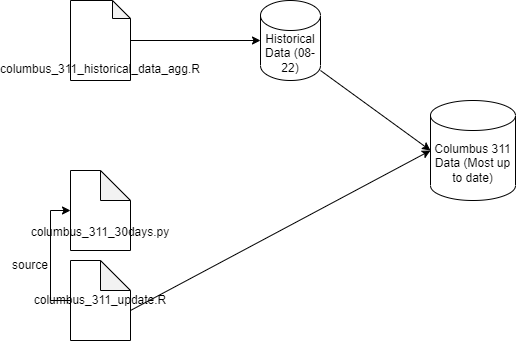 Historical
Data (08-
22)
columbus_311_historical_data_agg.R
Columbus 311
Data (Most up
to date)
columbus_311_30days.py
source
columbus_311_update.R